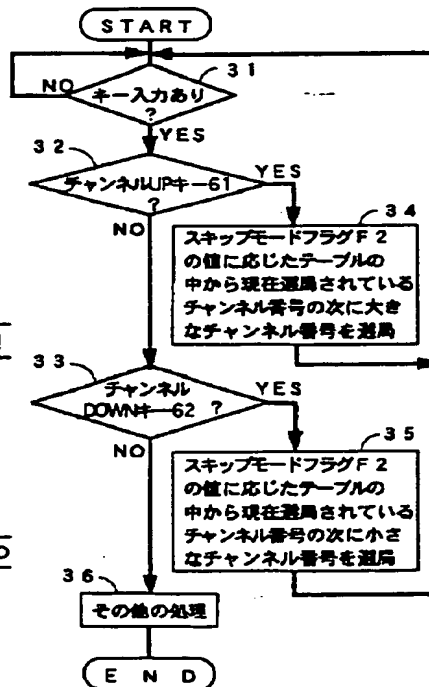 START
31
NO
キー入力あり
?
YES
32
チャンネルUPキー61
?
YES
NO
34
スキップモードフラグF2
の値に応じたテーブルの
中から現在選局されている
チャンネル番号の次に大き
なチャンネル番号を選局
33
チャンネル
DOWNキー62 ?
YES
NO
35
スキップモードフラグF2
の値に応じたテーブルの
中から現在選局されている
チャンネル番号の次に小さ
なチャンネル番号を選局
36
その他の処理
END